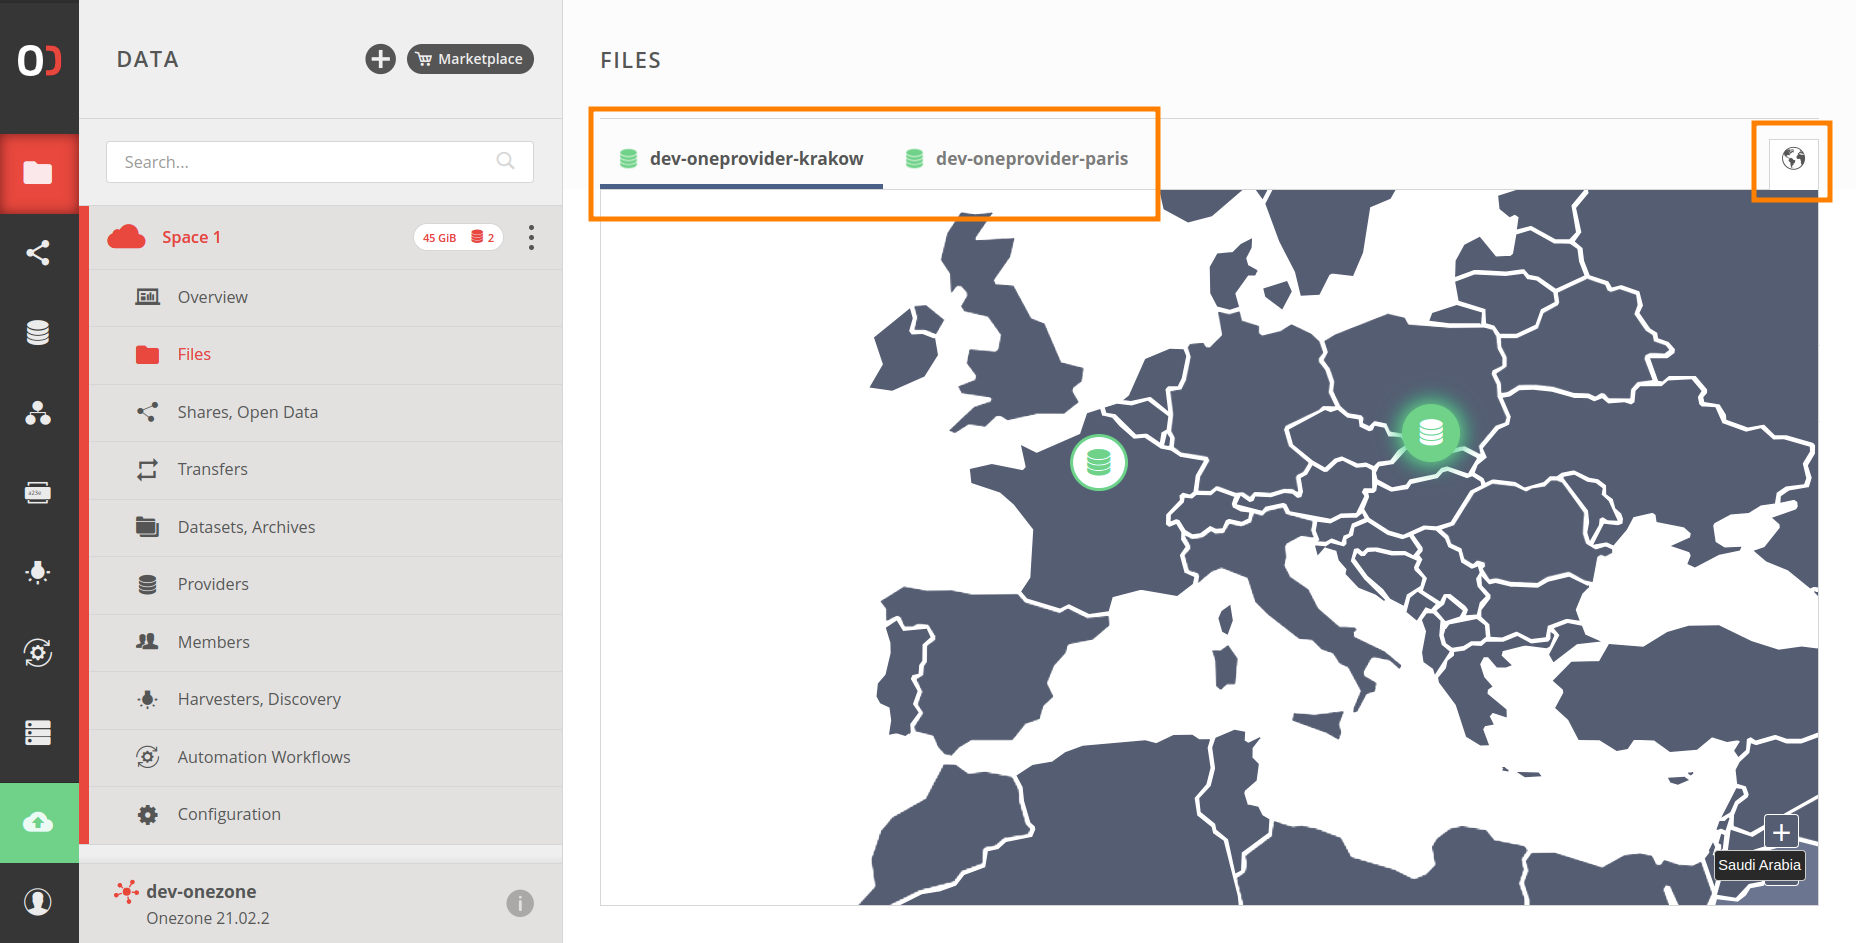 DATA
Marketplace
Search...
Space 1
45 GiB
2
Overview
Files
Shares, Open Data
Transfers
Datasets, Archives
Providers
Members
Harvesters, Discovery
Automation Workflows
Configuration
dev-onezone
Onezone 21.02.2
FILES
dev-oneprovider-krakow
dev-oneprovider-paris
Saudi Arabia